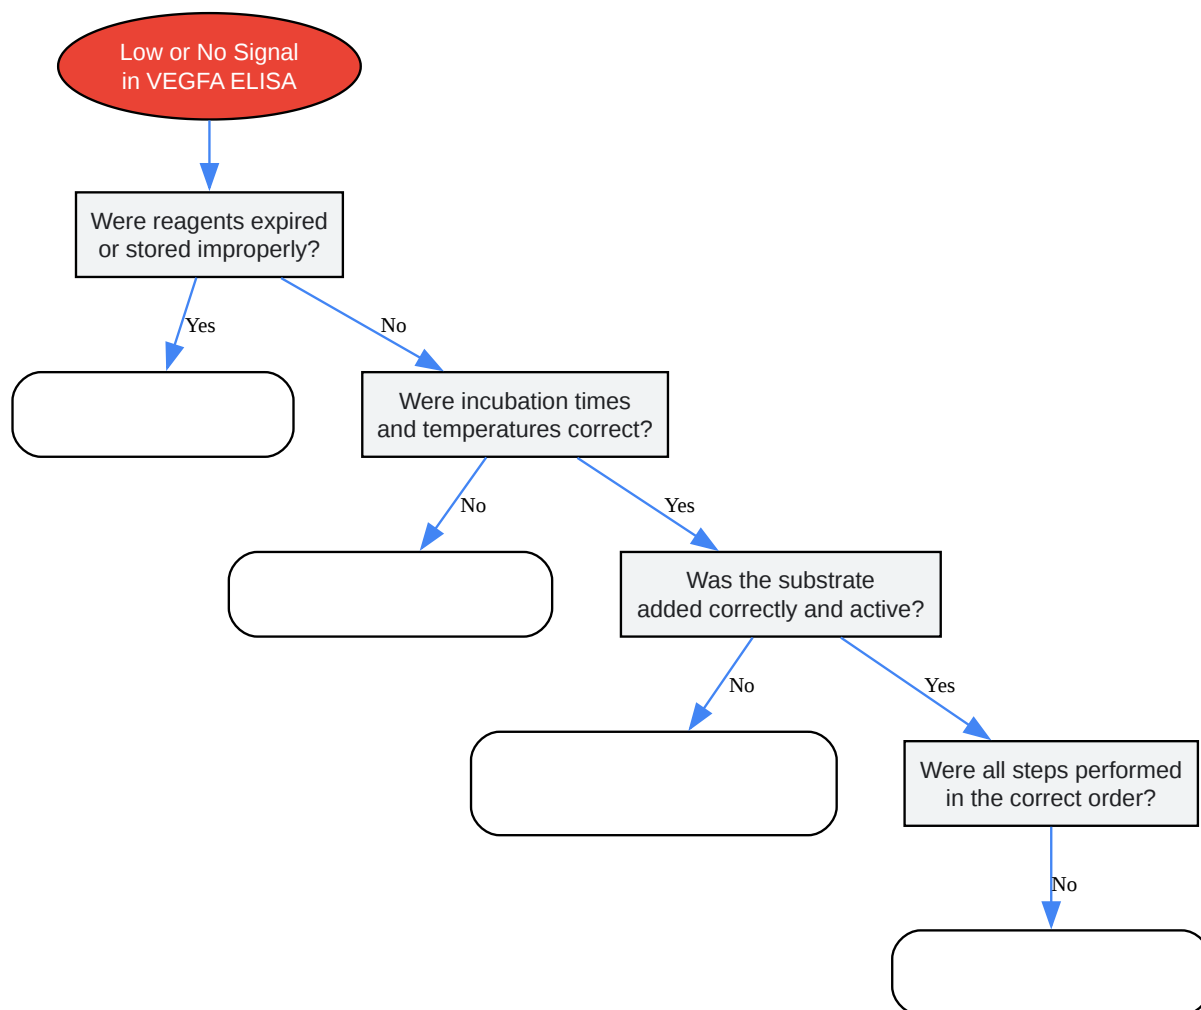 Low or No Signal
in VEGFA ELISA
Were reagents expired
or stored improperly?
Yes
No
Were incubation times
and temperatures correct?
No
Yes
Was the substrate
added correctly and active?
No
Yes
Were all steps performed
in the correct order?
No